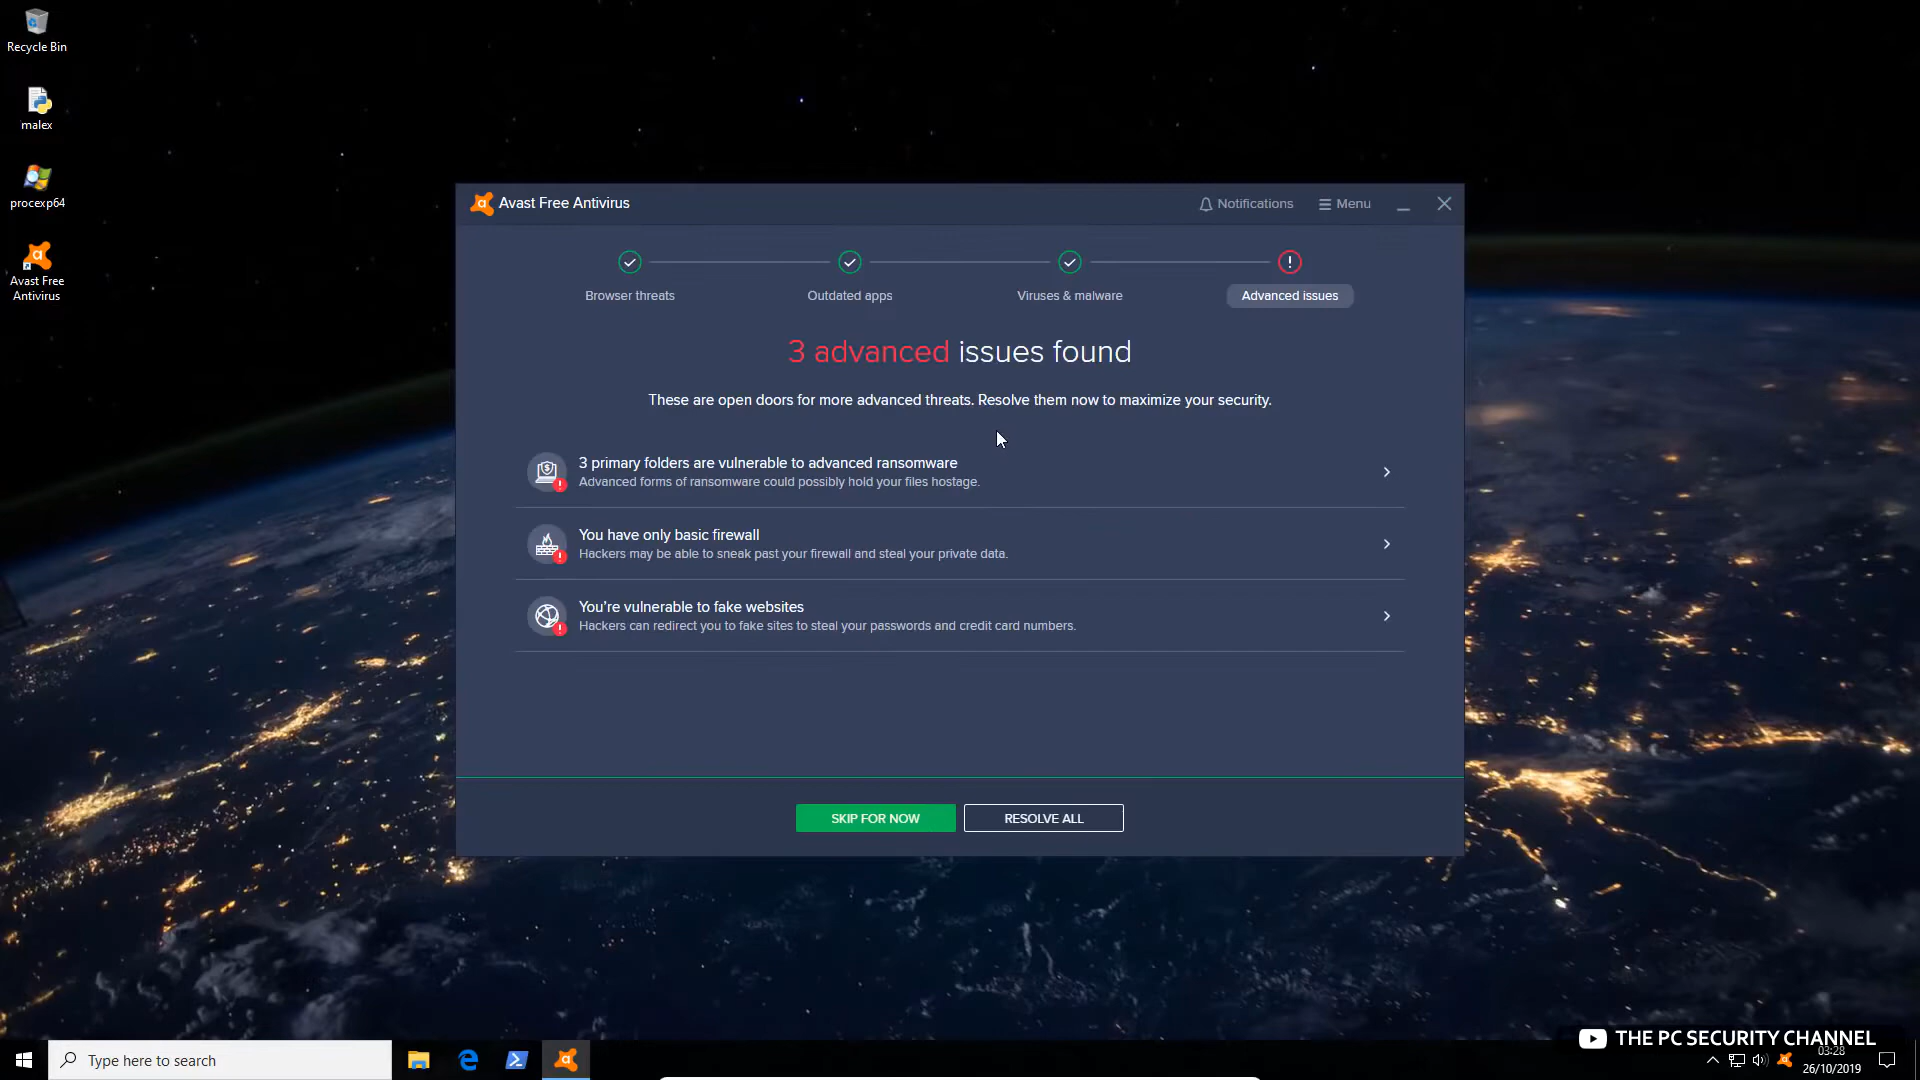 Recycle Bin
malex
procexp64
Avast Free
Antivirus
Avast Free Antivirus
Notifications
Menu
Browser threats
Outdated apps
Viruses & malware
Advanced issues
3 advanced issues found
These are open doors for more advanced threats. Resolve them now to maximize your security.
3 primary folders are vulnerable to advanced ransomware
Advanced forms of ransomware could possibly hold your files hostage.
You have only basic firewall
Hackers may be able to sneak past your firewall and steal your private data.
You're vulnerable to fake websites
Hackers can redirect you to fake sites to steal your passwords and credit card numbers.
SKIP FOR NOW
RESOLVE ALL
THE PC SECURITY CHANNEL
Type here to search
03:28
26/10/2019